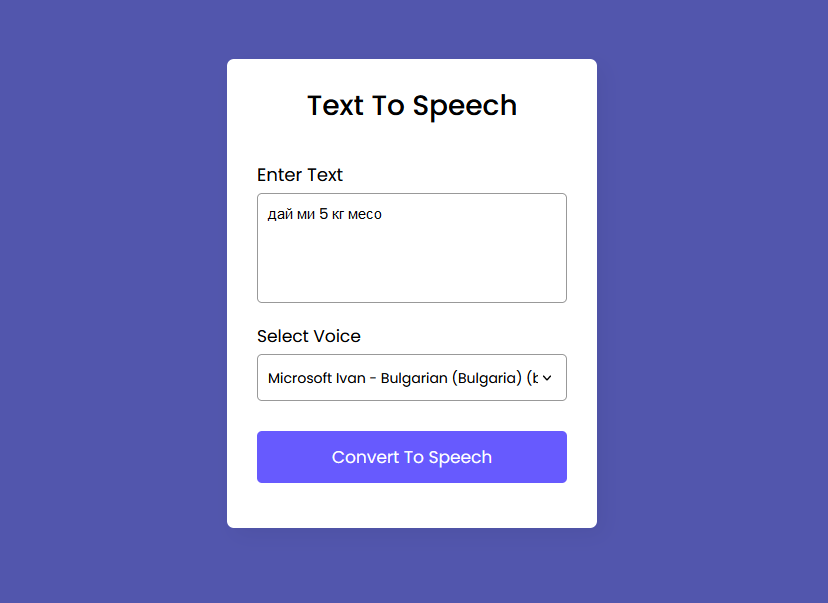 Text To Speech
Enter Text
дай ми 5 кг месо
Select Voice
Microsoft Ivan - Bulgarian (Bulgaria) (b
Convert To Speech